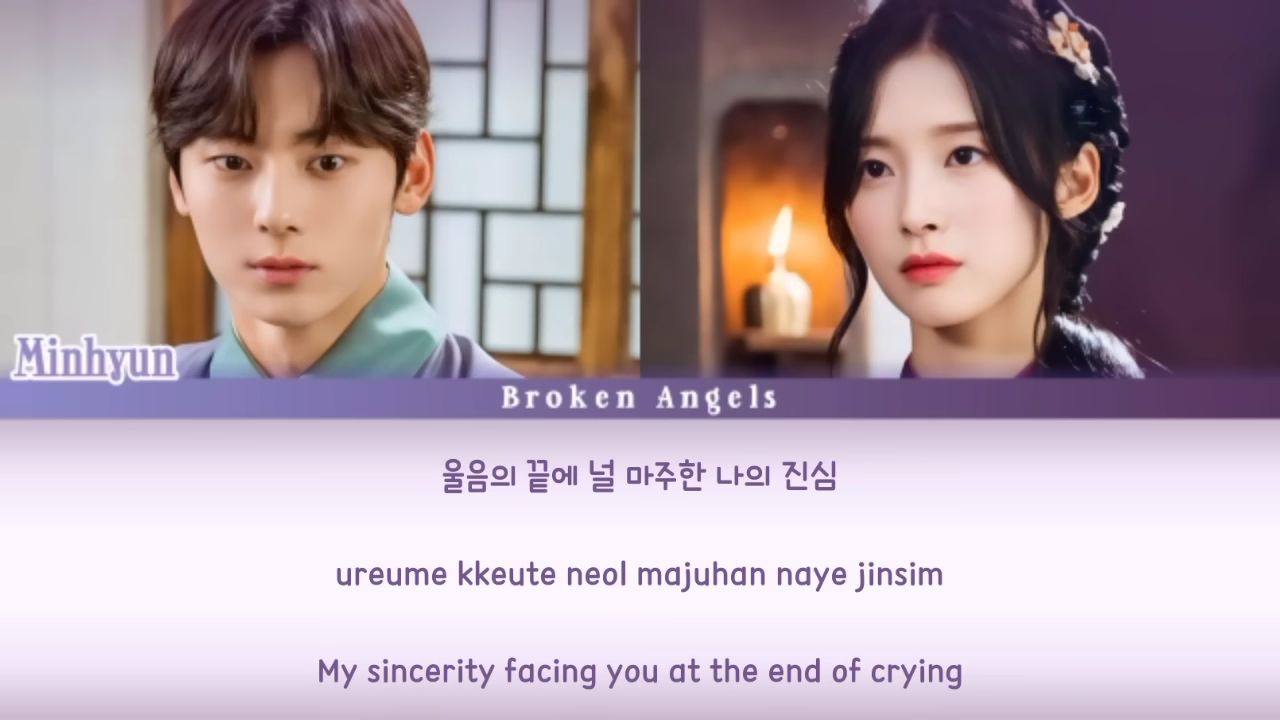 Minhyun
Broken Angels
울음의 끝에 널 마주한 나의 진심
ureume kkeute neol majuhan naye jinsim
My sincerity facing you at the end of crying